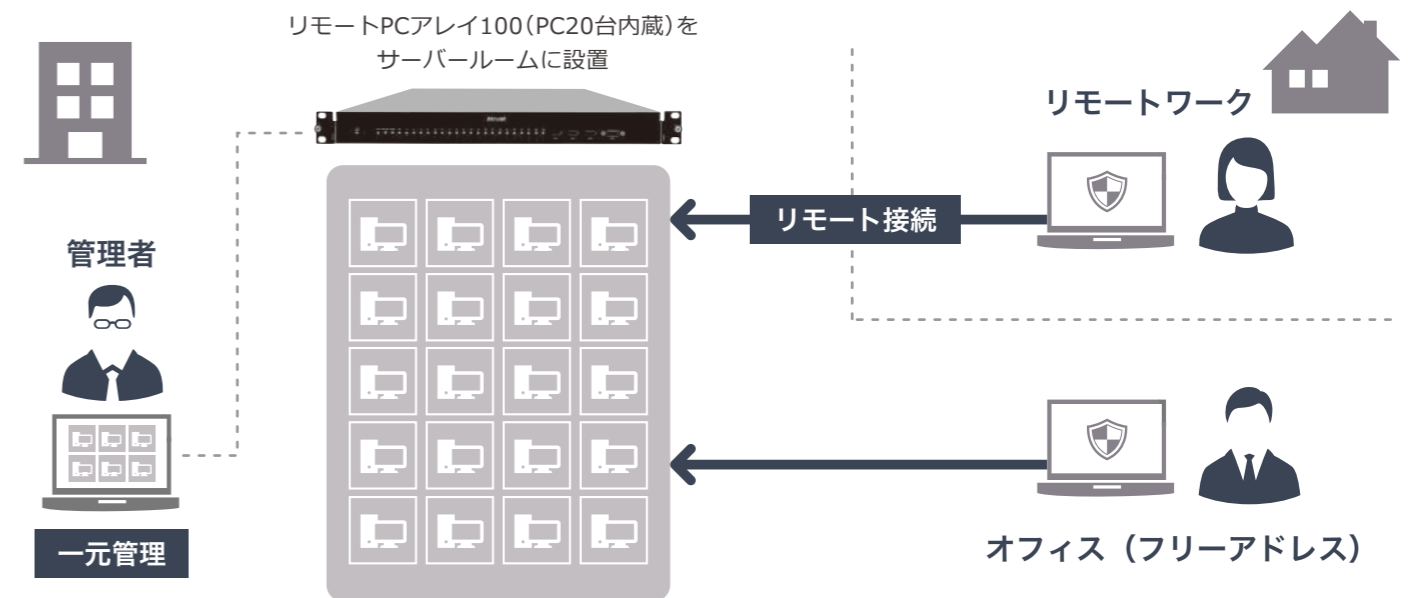 リモートPCアレイ100（PC20台内蔵）を
サーバールームに設置
リモートワーク
リモート接続
管理者
一元管理
オフィス（フリーアドレス）